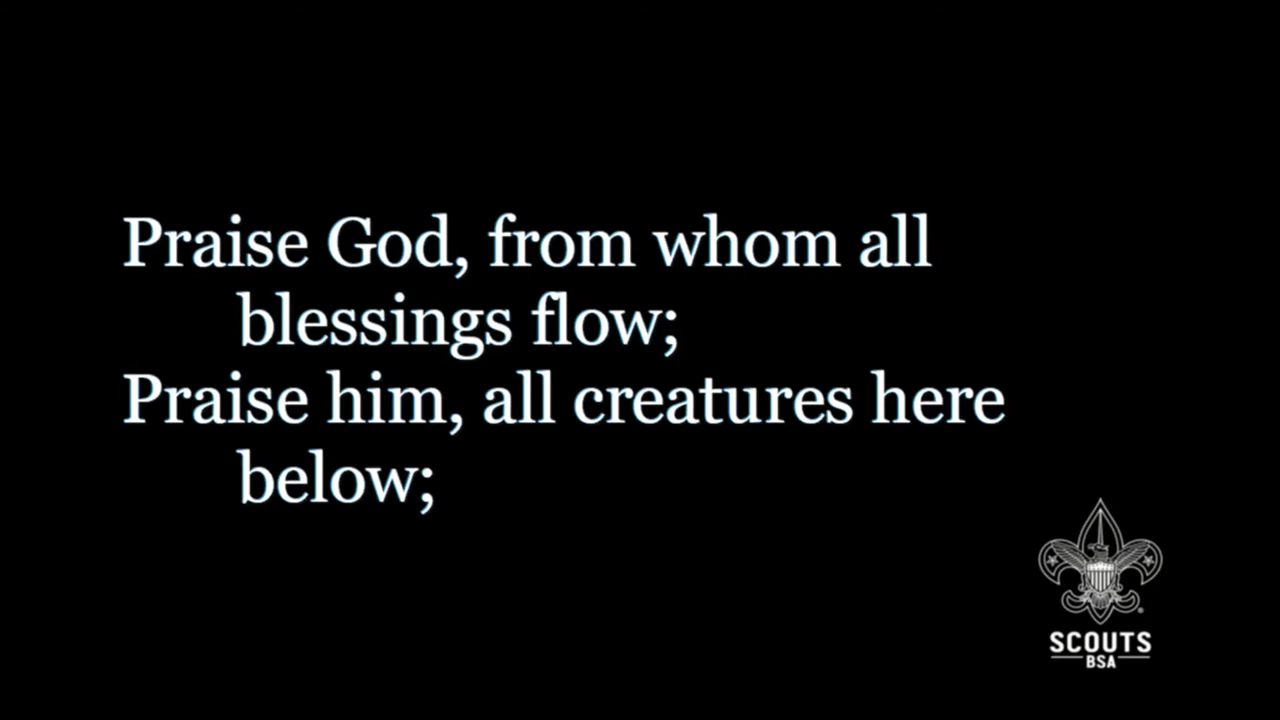 Praise God, from whom all
blessings flow;
Praise him, all creatures here
below;
SCOUTS
BSA